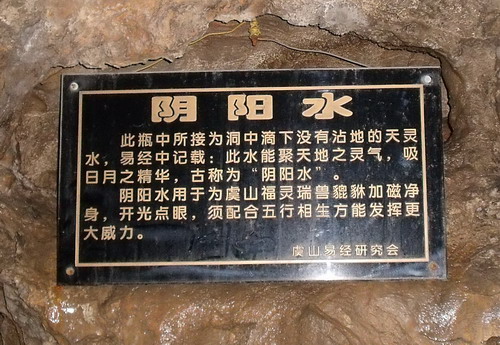 阴阳水
此瓶中所接为洞中滴下没有沾地的天灵
水，易经中记载：此水能聚天地之灵气，吸
日月之精华，古称为“阴阳水”。
阴阳水用于为虞山福灵瑞兽貔貅加磁净
身，开光点眼，须配合五行相生方能发挥更
大威力。
虞山易经研究会